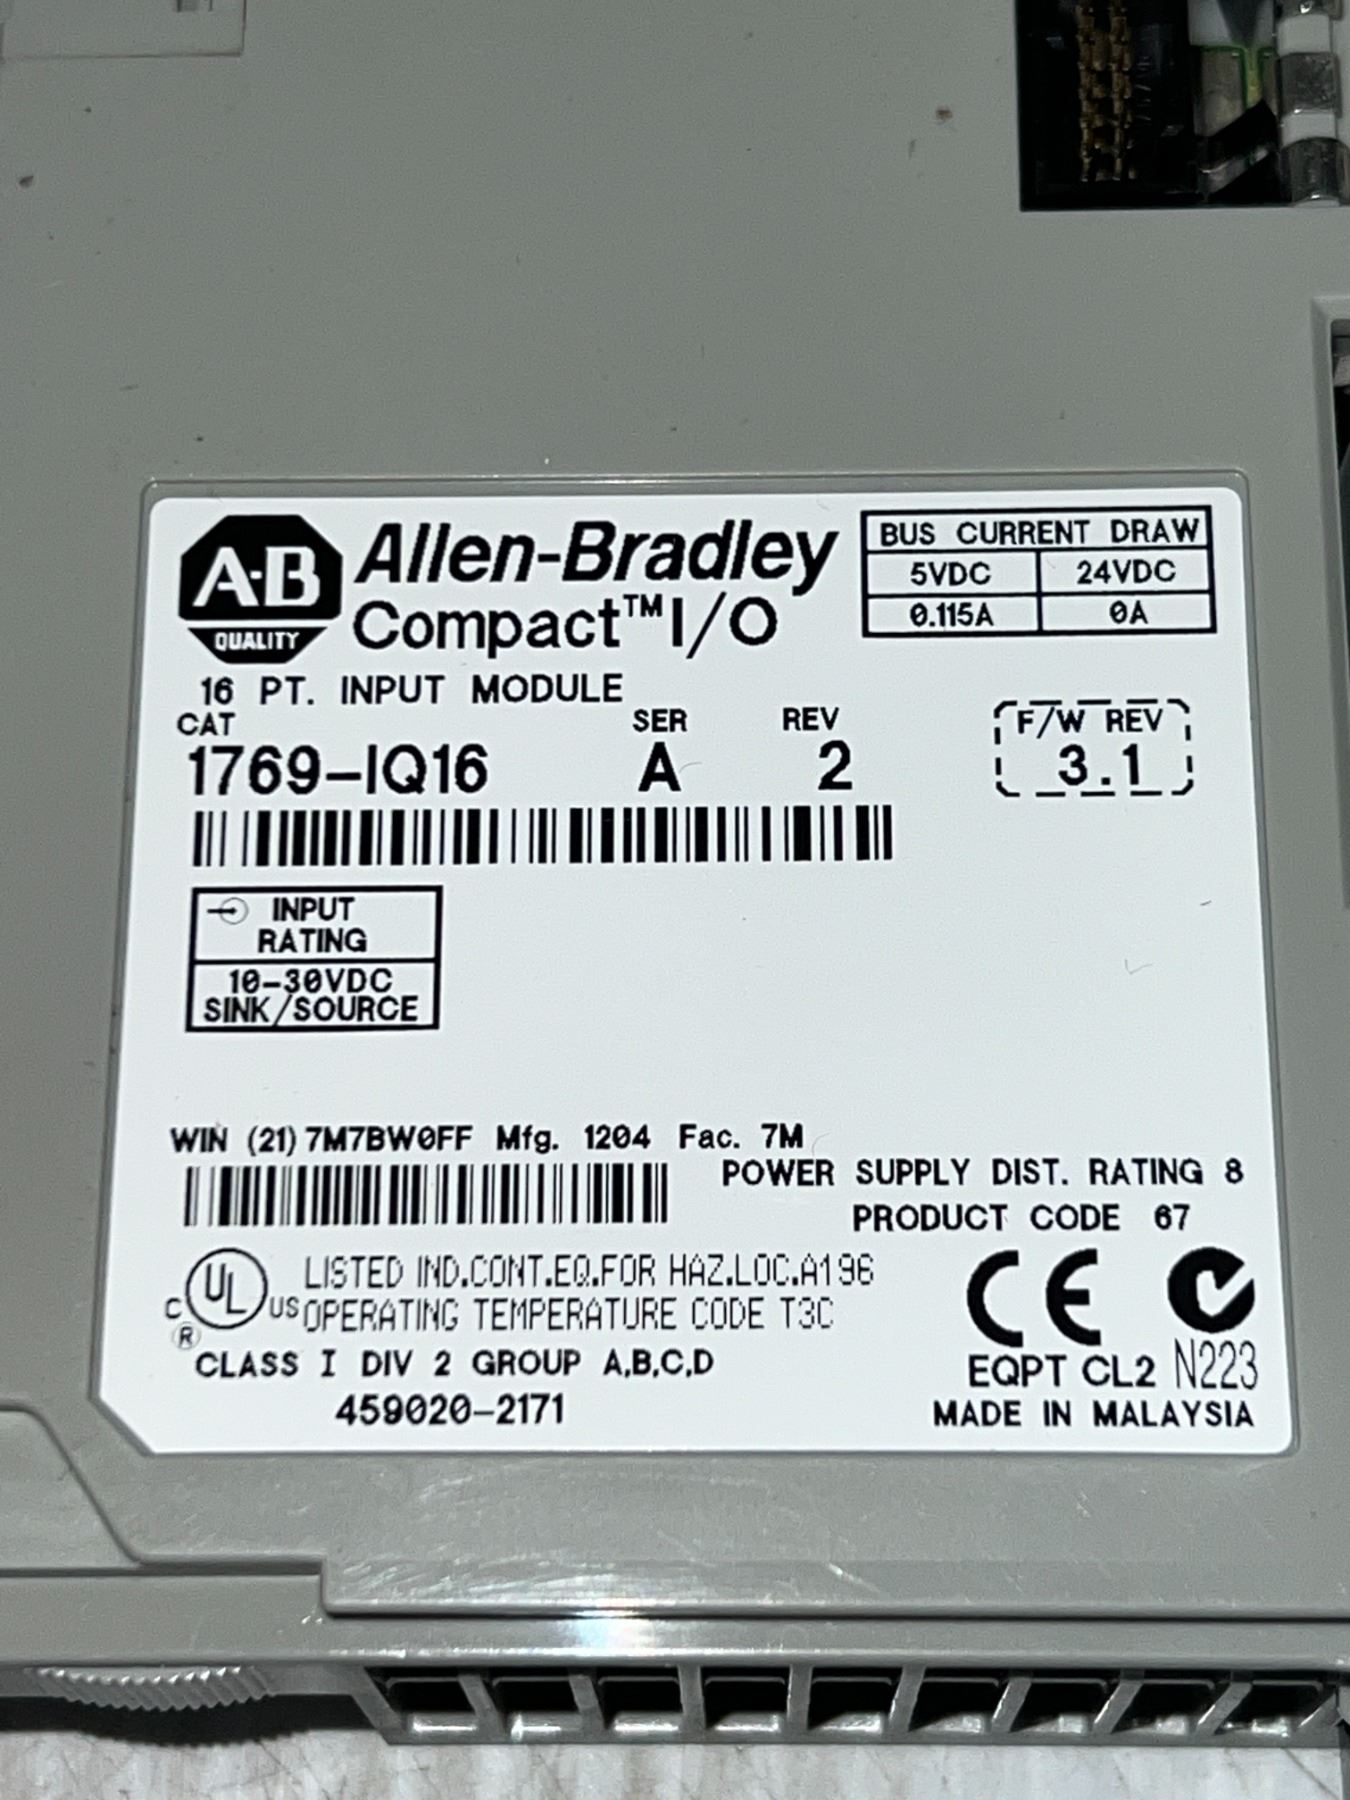 A-B QUALITY
Allen-Bradley
Compact™ I/O
BUS CURRENT DRAW
5VDC 24VDC
0.115A 0A
16 PT. INPUT MODULE
CAT SER REV F/W REV
1769-IQ16 A 2 3.1
INPUT
RATING
10-30VDC
SINK/SOURCE
WIN (21) 7M7BW0FF Mfg. 1204 Fac. 7M
POWER SUPPLY DIST. RATING 8
PRODUCT CODE 67
C UL US ®
LISTED IND.CONT.EQ.FOR HAZ.LOC.A196
OPERATING TEMPERATURE CODE T3C
CLASS I DIV 2 GROUP A,B,C,D
459020-2171
CE
EQPT CL2 N223
MADE IN MALAYSIA